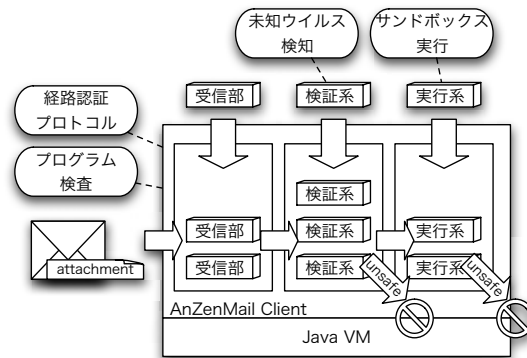 未知ウイルス
検知
サンドボックス
実行
経路認証
プロトコル
受信部
検証系
実行系
プログラム
検査
検証系
受信部
検証系
実行系
attachment
受信部
検証系
unsafe
実行系
unsafe
AnZenMail Client
Java VM